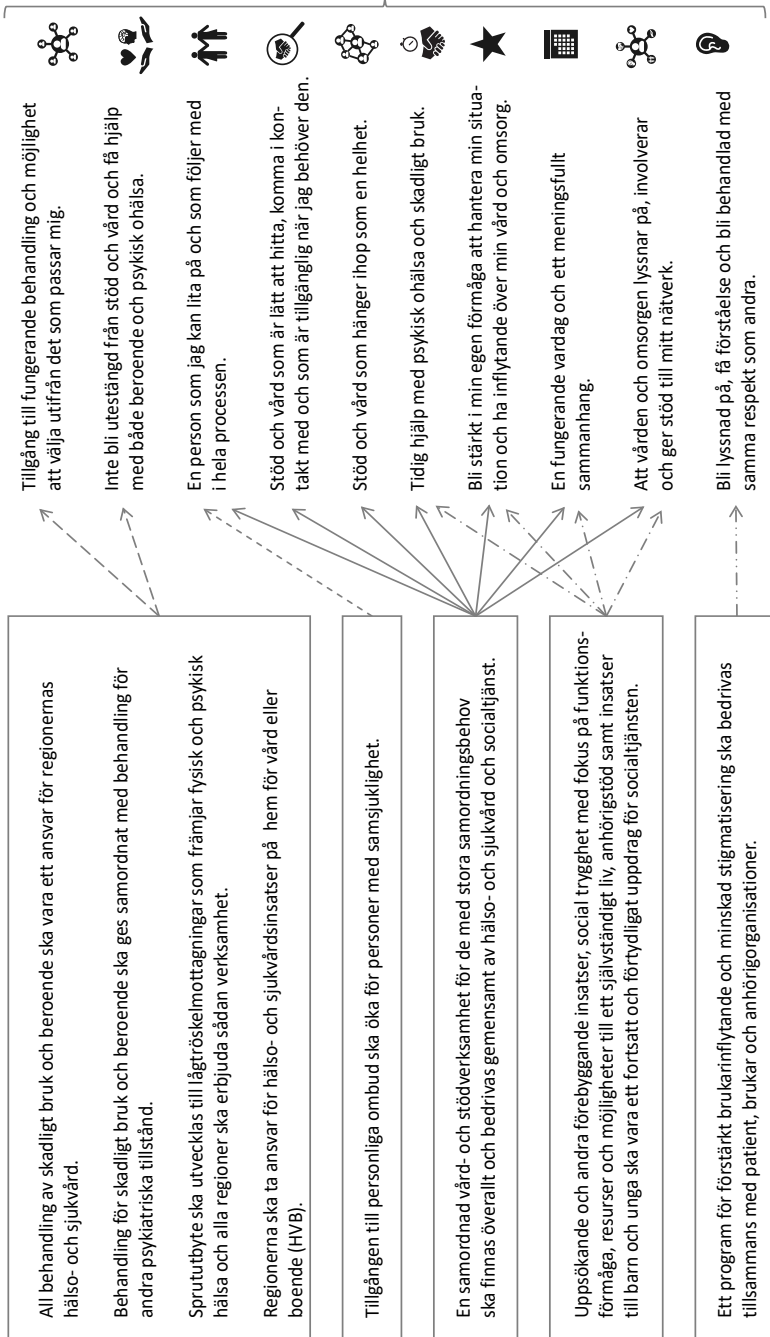 All behandling av skadligt bruk och beroende ska vara ett ansvar för regionernas
hälso- och sjukvård.
Behandling för skadligt bruk och beroende ska ges samordnat med behandling för
andra psykiatriska tillstånd.
Sprututbyte ska utvecklas till lågtröskelmottagningar som främjar fysisk och psykisk
hälsa och alla regioner ska erbjuda sådan verksamhet.
Regionerna ska ta ansvar för hälso- och sjukvårdsinsatser på hem för vård eller
boende (HVB).
Tillgången till personliga ombud ska öka för personer med samsjuklighet.
En samordnad vård- och stödverksamhet för de med stora samordningsbehov
ska finnas överallt och bedrivas gemensamt av hälso- och sjukvård och socialtjänst.
Uppsökande och andra förebyggande insatser, social trygghet med fokus på funktions-
förmåga, resurser och möjligheter till ett självständigt liv, anhörigstöd samt insatser
till barn och unga ska vara ett fortsatt och förtydligat uppdrag för socialtjänsten.
Ett program för förstärkt brukarinflytande och minskad stigmatisering ska bedrivas
tillsammans med patient, brukar och anhörigorganisationer.
Tillgång till fungerande behandling och möjlighet
att välja utifrån det som passar mig.
Inte bli utestängd från stöd och vård och få hjälp
med både beroende och psykisk ohälsa.
En person som jag kan lita på och som följer med
i hela processen.
Stöd och vård som är lätt att hitta, komma i kon-
takt med och som är tillgänglig när jag behöver den.
Stöd och vård som hänger ihop som en helhet.
Tidig hjälp med psykisk ohälsa och skadligt bruk.
Bli stärkt i min egen förmåga att hantera min situa-
tion och ha inflytande över min vård och omsorg.
En fungerande vardag och ett meningsfullt
sammanhang.
Att vården och omsorgen lyssnar på, involverar
och ger stöd till mitt nätverk.
Bli lyssnad på, få förståelse och bli behandlad med
samma respekt som andra.